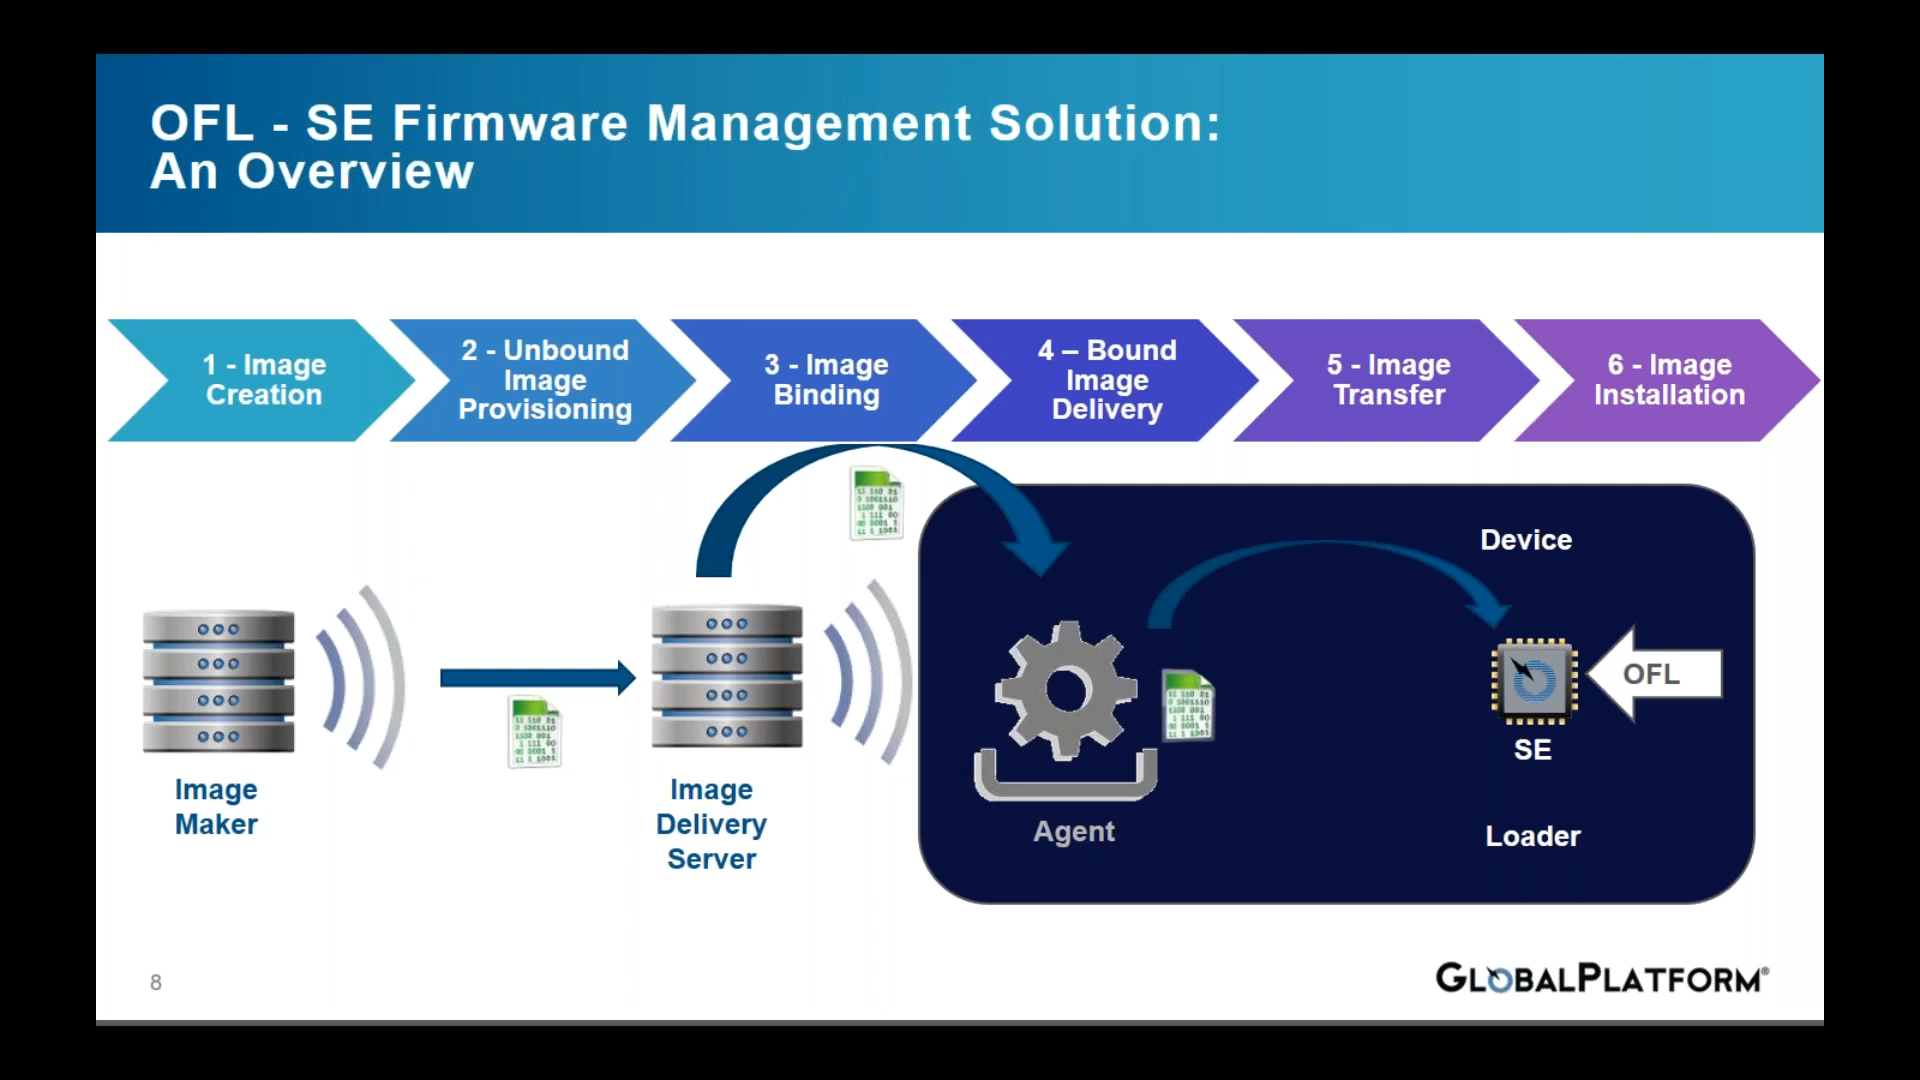 OFL - SE Firmware Management Solution:
An Overview
1 - Image
Creation
2 - Unbound
Image
Provisioning
3 - Image
Binding
4 – Bound
Image
Delivery
5 - Image
Transfer
6 - Image
Installation
Device
OFL
SE
Image
Maker
Image
Delivery
Server
Agent
Loader
8
GLOBALPLATFORM®